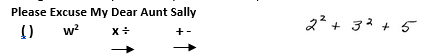 Please Excuse My Dear Aunt Sally
() w² x ÷ + - 2² + 3² + 5